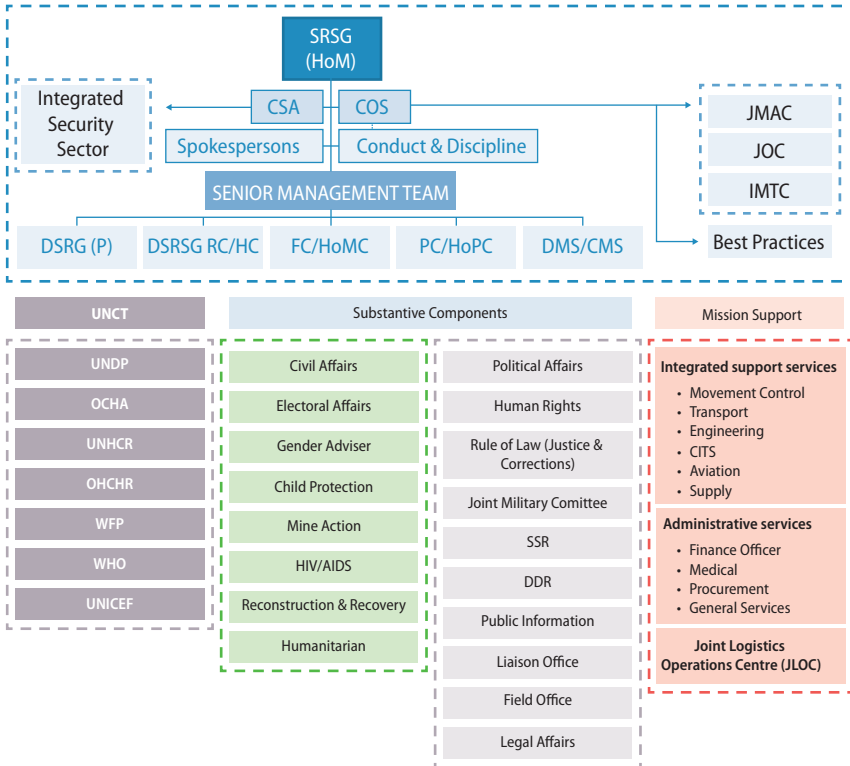 SRSG
(HoM)
Integrated
Security
Sector
CSA
COS
Spokespersons
Conduct & Discipline
JMAC
JOC
IMTC
Best Practices
SENIOR MANAGEMENT TEAM
DSRG (P)
DSRSG RC/HC
FC/HoMC
PC/HoPC
DMS/CMS
UNCT
UNDP
OCHA
UNHCR
OHCHR
WFP
WHO
UNICEF
Substantive Components
Civil Affairs
Electoral Affairs
Gender Adviser
Child Protection
Mine Action
HIV/AIDS
Reconstruction & Recovery
Humanitarian
Political Affairs
Human Rights
Rule of Law (Justice &
Corrections)
Joint Military Comittee
SSR
DDR
Public Information
Liaison Office
Field Office
Legal Affairs
Mission Support
Integrated support services
• Movement Control
• Transport
• Engineering
• CITS
• Aviation
• Supply
Administrative services
• Finance Officer
• Medical
• Procurement
• General Services
Joint Logistics
Operations Centre (JLOC)